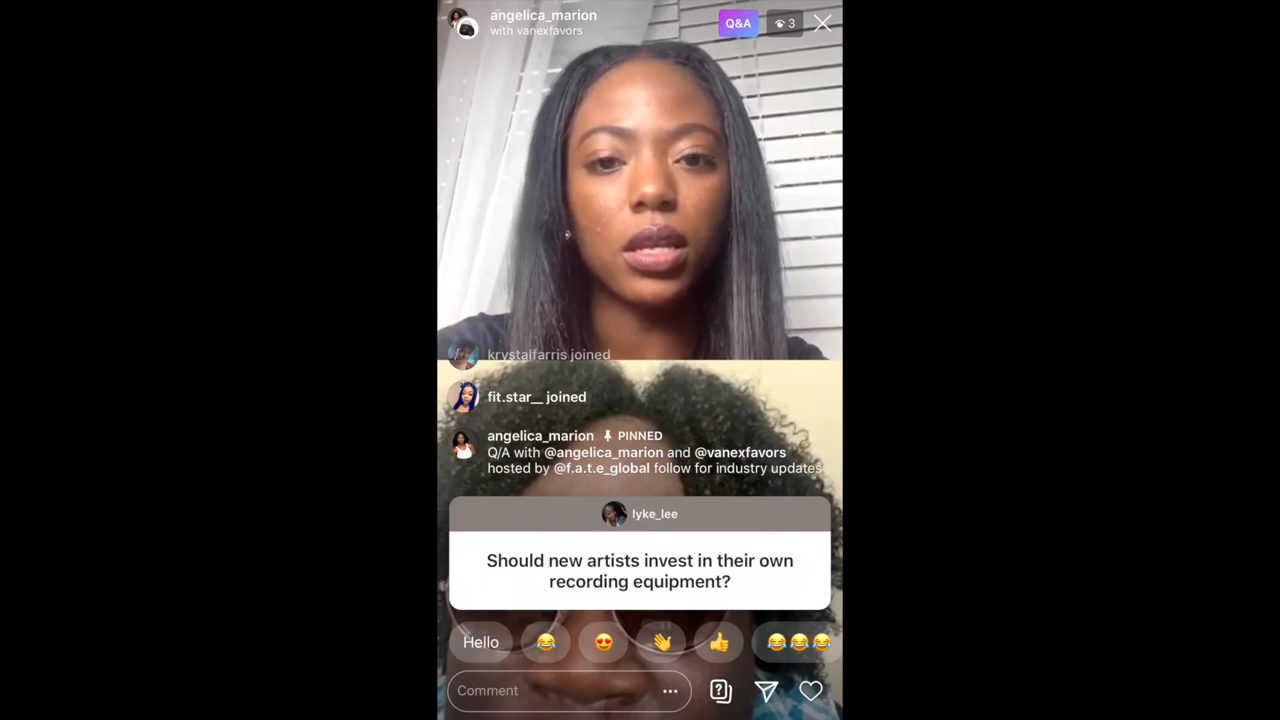 angelica_marion
with vanexfavors
Q&A
3
krystalfarris joined
fit.star__ joined
angelica_marion PINNED
Q/A with @angelica_marion and @vanexfavors
hosted by @f.a.t.e_global follow for industry updates
lyke_lee
Should new artists invest in their own
recording equipment?
Hello
Comment